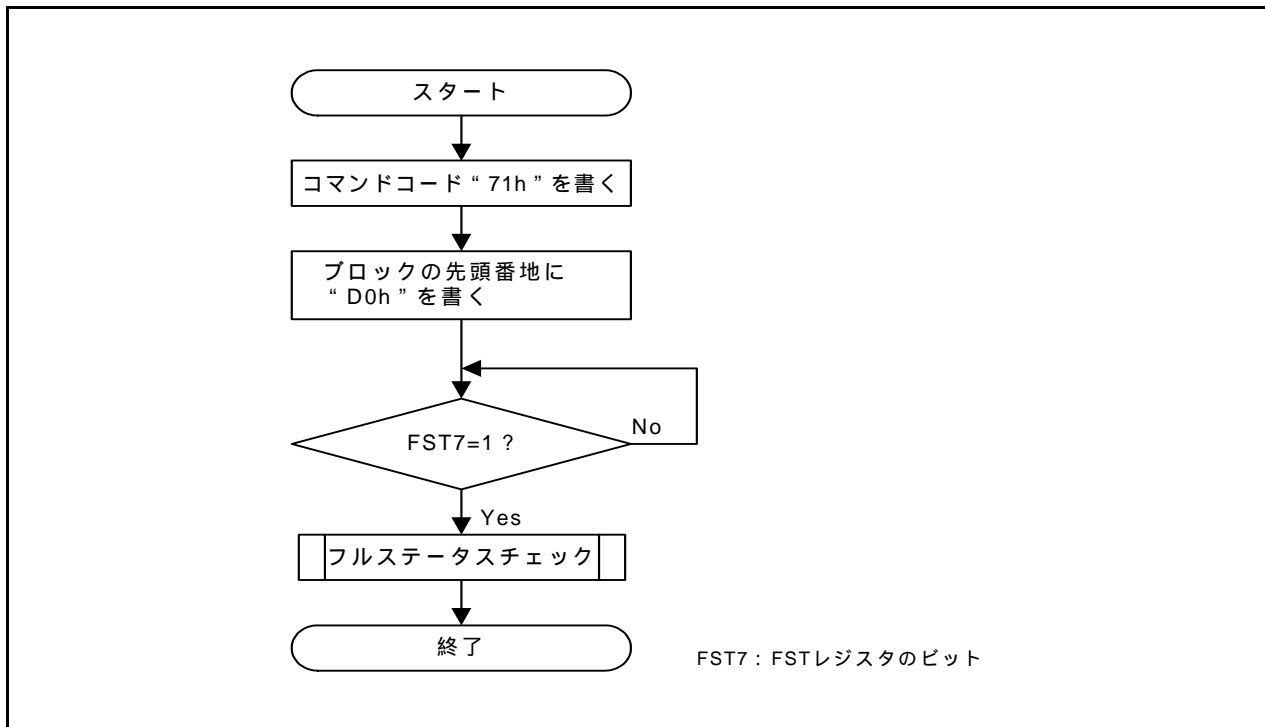 スタート
コマンドコード“71h”を書く
ブロックの先頭番地に
“D0h”を書く
FST7=1？
No
Yes
フルステータスチェック
終了
FST7：FSTレジスタのビット